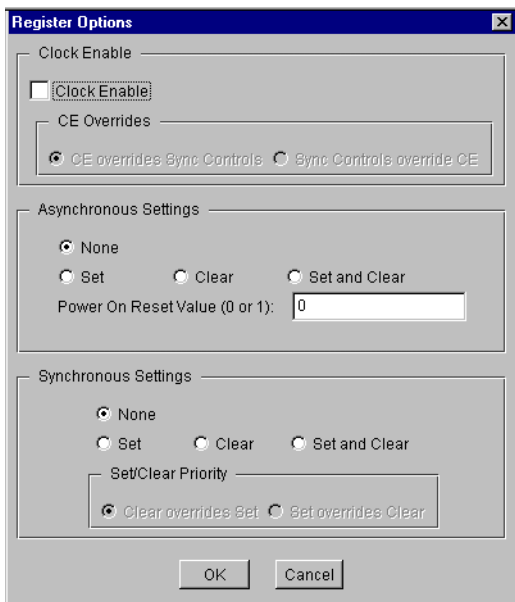 Register Options
Clock Enable
Clock Enable
CE Overrides
CE overrides Sync Controls Sync Controls override CE
Asynchronous Settings
None
Set Clear Set and Clear
Power On Reset Value (0 or 1): 0
Synchronous Settings
None
Set Clear Set and Clear
Set/Clear Priority
Clear overrides Set Set overrides Clear
OK Cancel